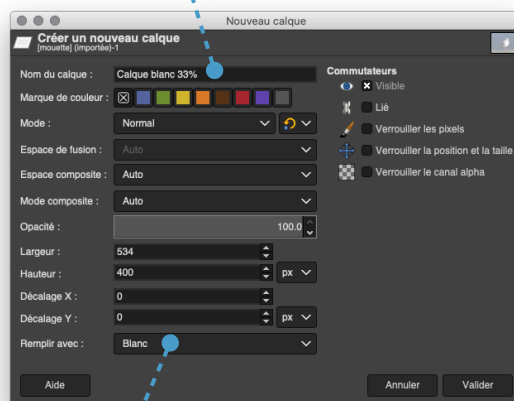 Nouveau calque
Créer un nouveau calque
[mouette] (importée)-1
Nom du calque : Calque blanc 33%
Marque de couleur :
Mode : Normal
Espace de fusion : Auto
Espace composite : Auto
Mode composite : Auto
Opacité : 100.0
Largeur : 534
Hauteur : 400 px
Décalage X : 0
Décalage Y : 0 px
Remplir avec : Blanc
Commutateurs
Visible
Lié
Verrouiller les pixels
Verrouiller la position et la taille
Verrouiller le canal alpha
Aide Annuler Valider